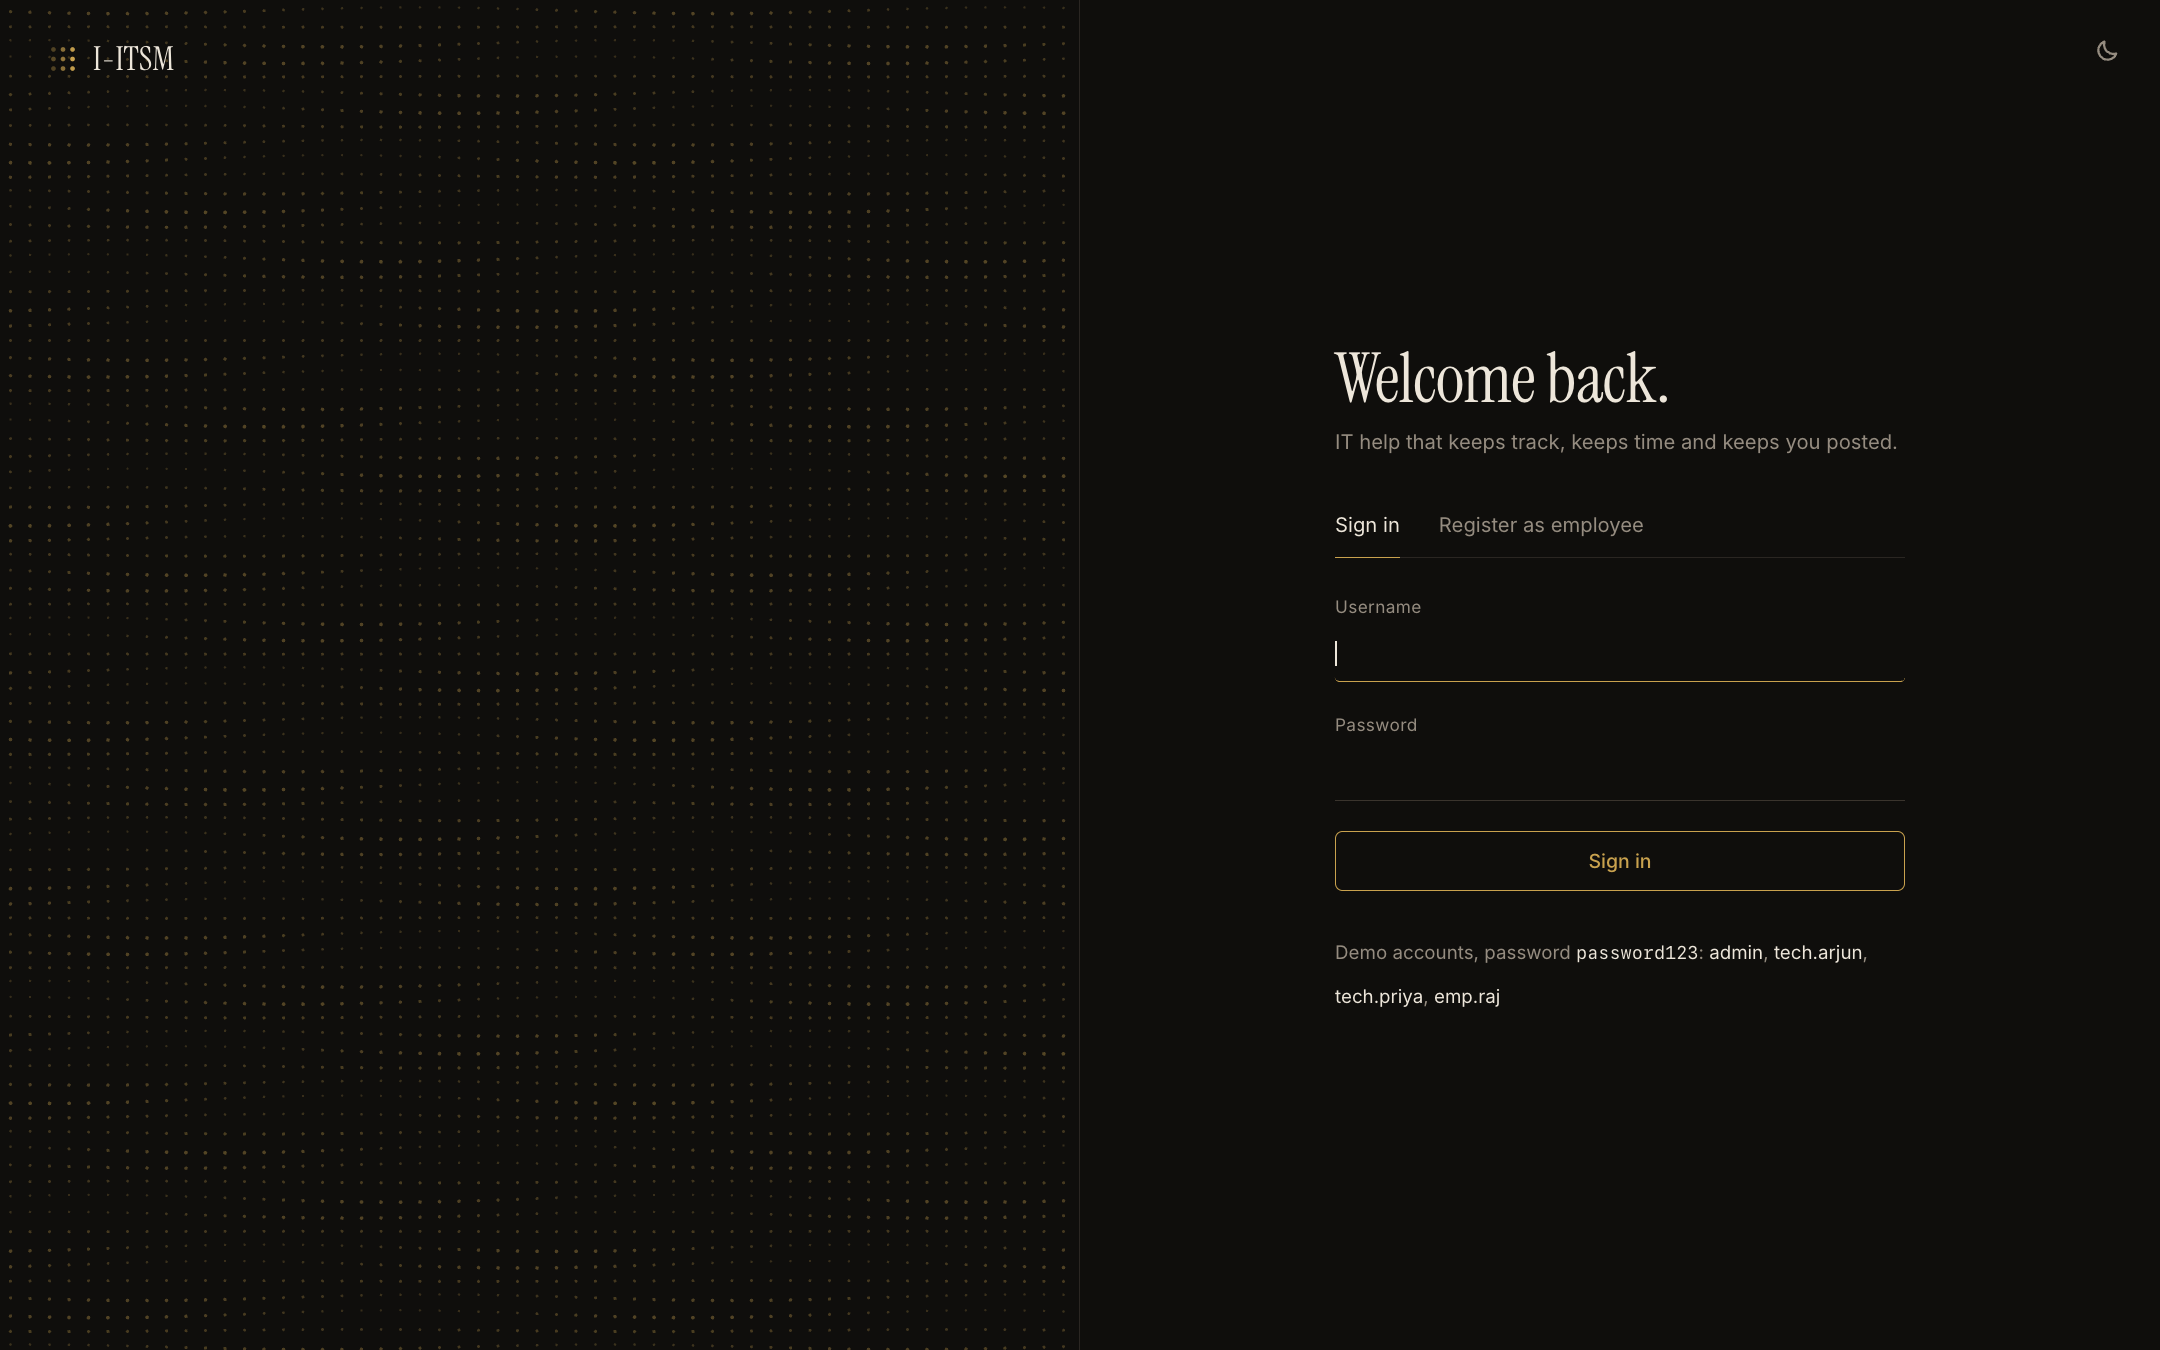 I-ITSM
Welcome back.
IT help that keeps track, keeps time and keeps you posted.
Sign in
Register as employee
Username
Password
Sign in
Demo accounts, password password123: admin, tech.arjun,
tech.priya, emp.raj